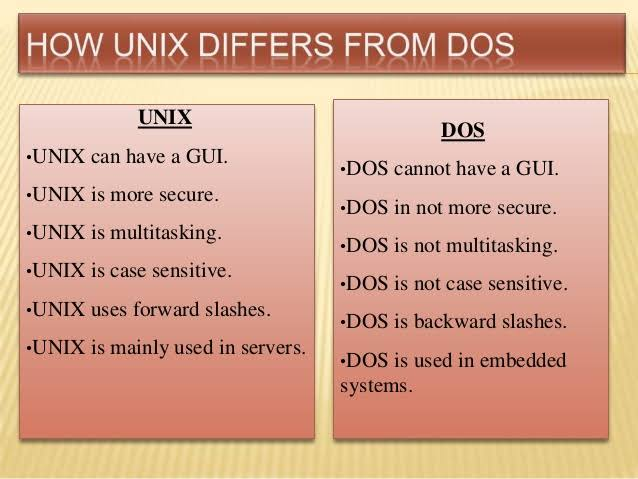 HOW UNIX DIFFERS FROM DOS
UNIX
•UNIX can have a GUI.
•UNIX is more secure.
•UNIX is multitasking.
•UNIX is case sensitive.
•UNIX uses forward slashes.
•UNIX is mainly used in servers.
DOS
•DOS cannot have a GUI.
•DOS in not more secure.
•DOS is not multitasking.
•DOS is not case sensitive.
•DOS is backward slashes.
•DOS is used in embedded
systems.